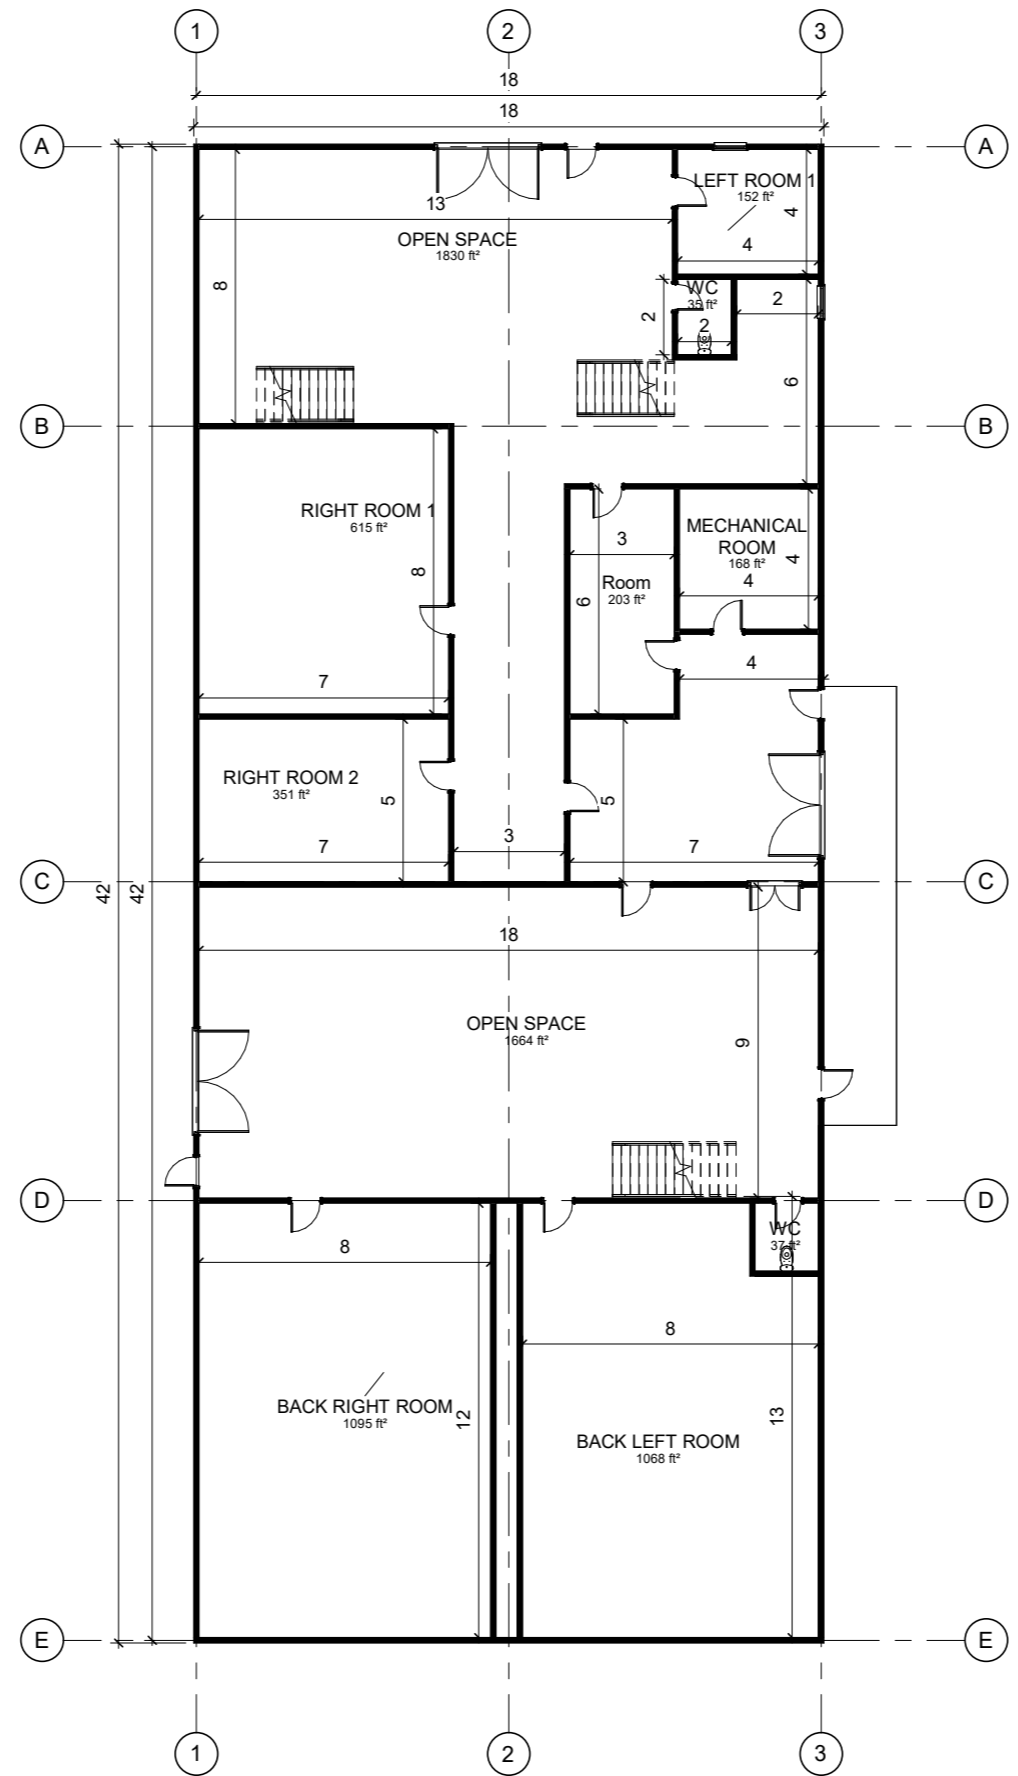 1 2 3
18
18
A A
LEFT ROOM 1
152 ft²
4
13
OPEN SPACE
1830 ft²
4
8
WC
35 ft²
2
2
2
6
B B
RIGHT ROOM 1
615 ft²
MECHANICAL
ROOM
168 ft²
3
4
8
Room
203 ft²
4
6
4
7
RIGHT ROOM 2
351 ft²
5
5
3
7
7
C C
42
42
18
OPEN SPACE
1664 ft²
9
D D
WC
37 ft²
8
8
BACK RIGHT ROOM
1095 ft²
12
13
BACK LEFT ROOM
1068 ft²
E E
1 2 3